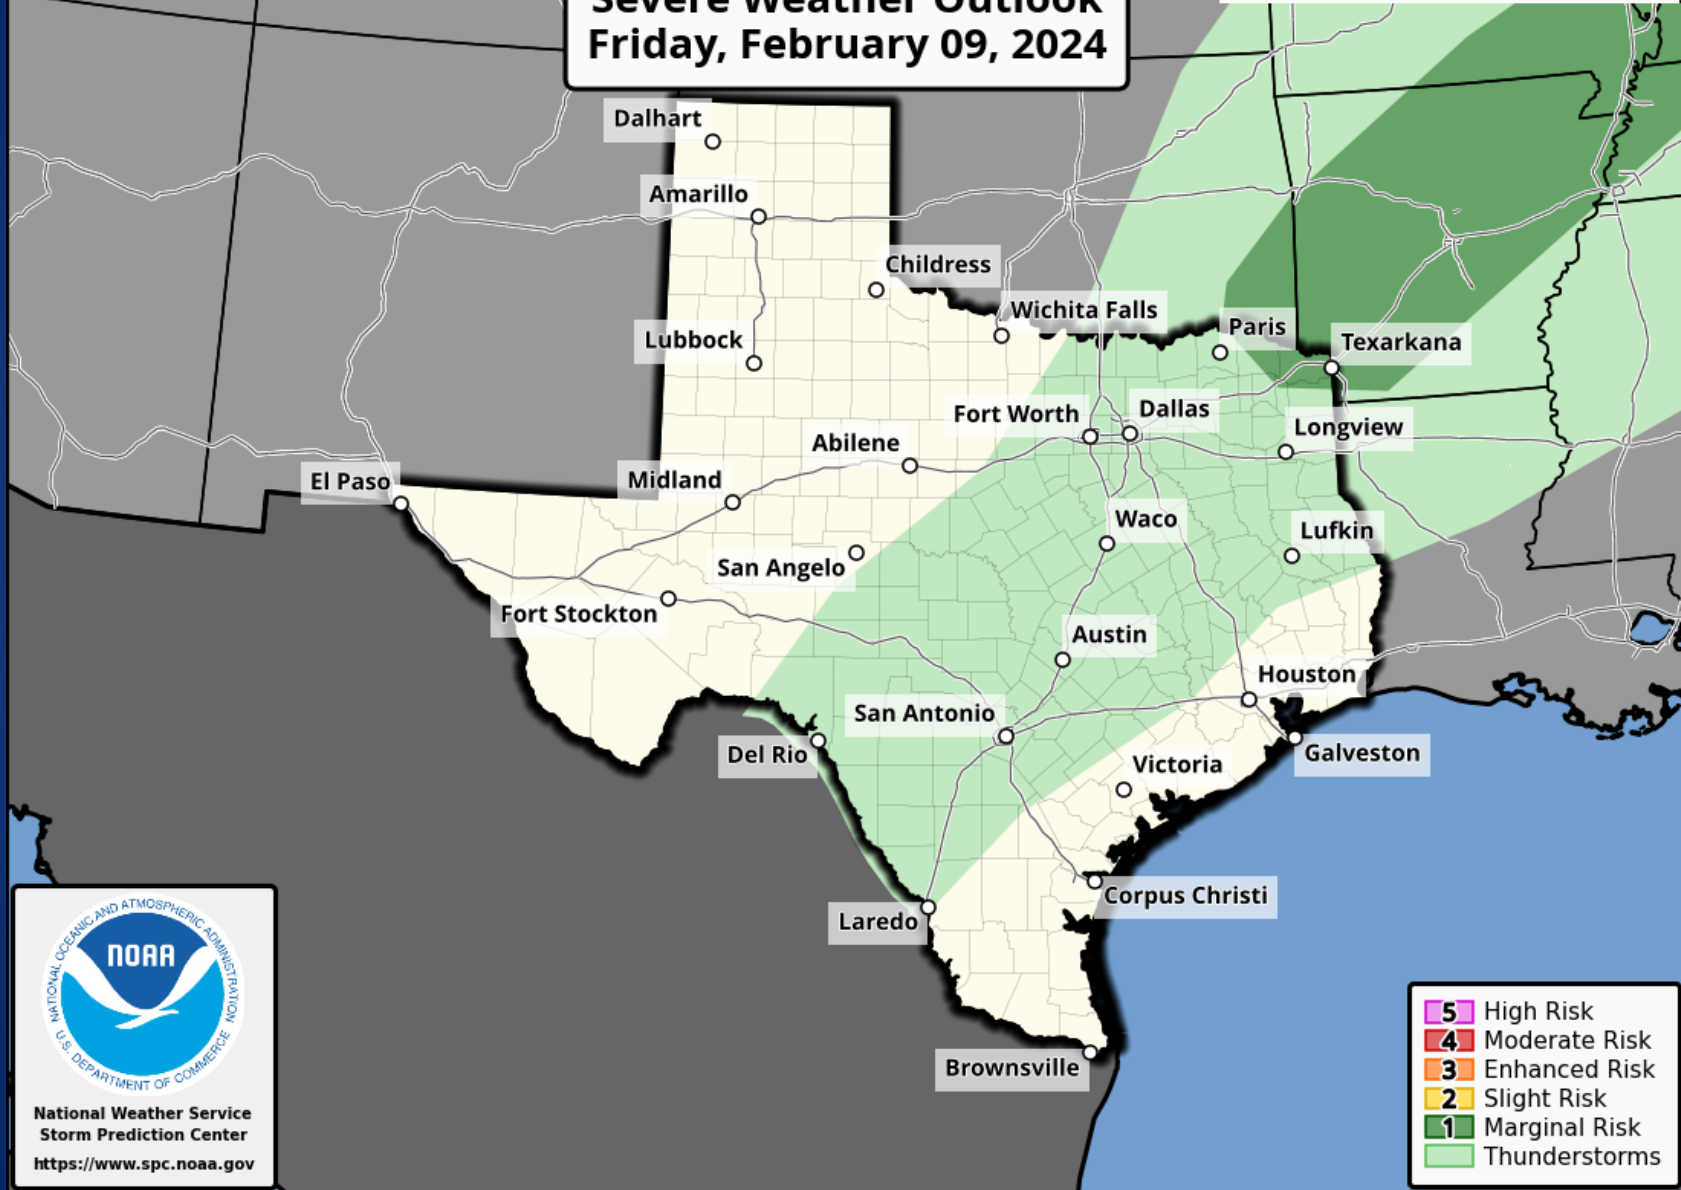 Severe Weather Outlook
Friday, February 09, 2024
Dalhart
Amarillo
Childress
Wichita Falls
Paris
Lubbock
Texarkana
Fort Worth
Dallas
Longview
Abilene
El Paso
Midland
Waco
Lufkin
San Angelo
Fort Stockton
Austin
Houston
San Antonio
Del Rio
Galveston
Victoria
Corpus Christi
Laredo
Brownsville
NATIONAL OCEANIC AND ATMOSPHERIC ADMINISTRATION
NOAA
U.S. DEPARTMENT OF COMMERCE
National Weather Service
Storm Prediction Center
https://www.spc.noaa.gov
5 High Risk
4 Moderate Risk
3 Enhanced Risk
2 Slight Risk
1 Marginal Risk
Thunderstorms